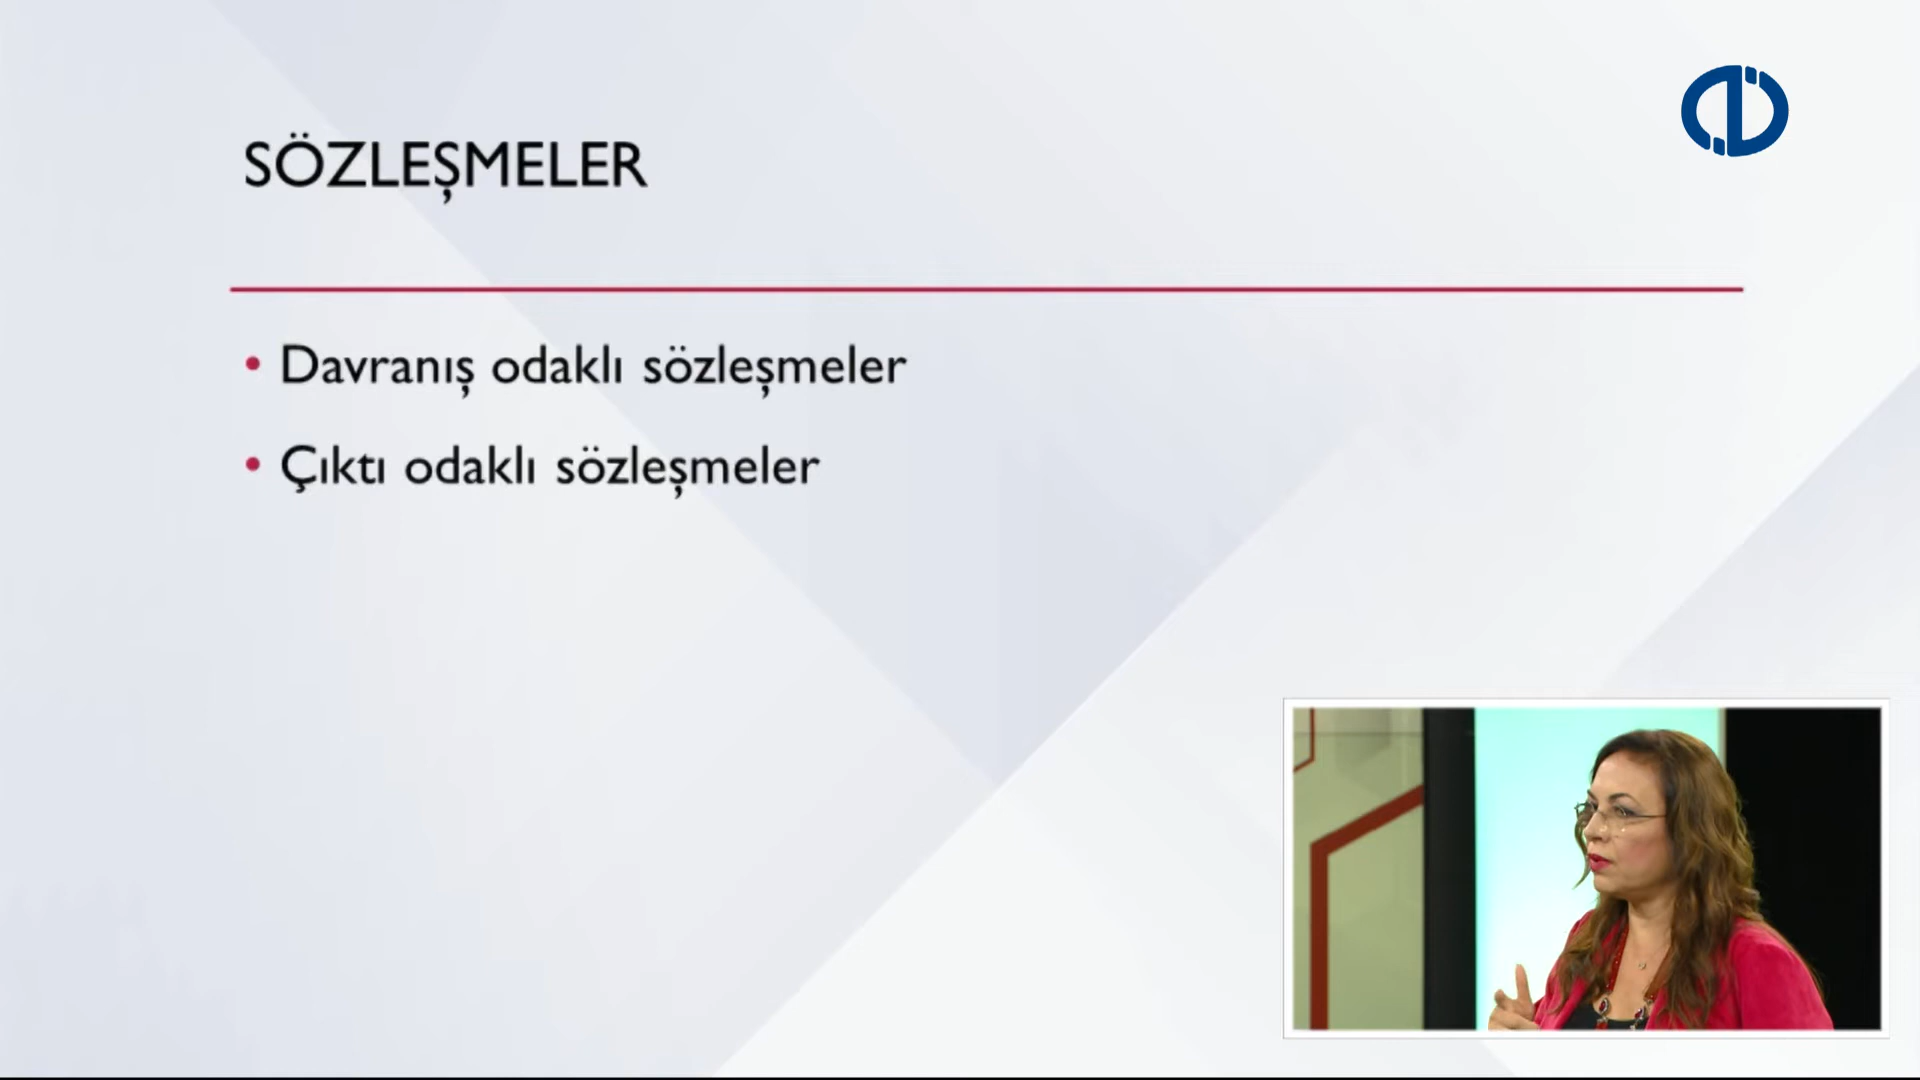 SÖZLEŞMELER
• Davranış odaklı sözleşmeler
• Çıktı odaklı sözleşmeler